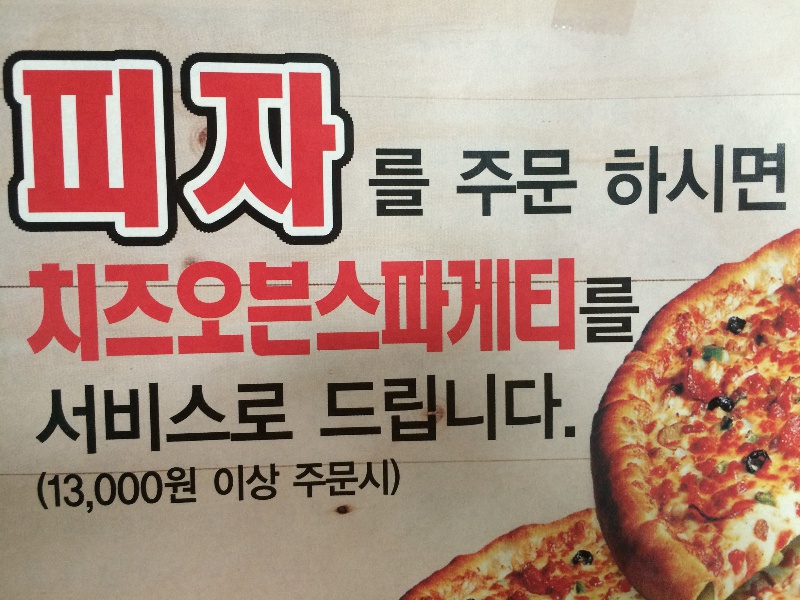 피자를 주문 하시면
치즈오븐스파게티를
서비스로 드립니다.
(13,000원 이상 주문시)